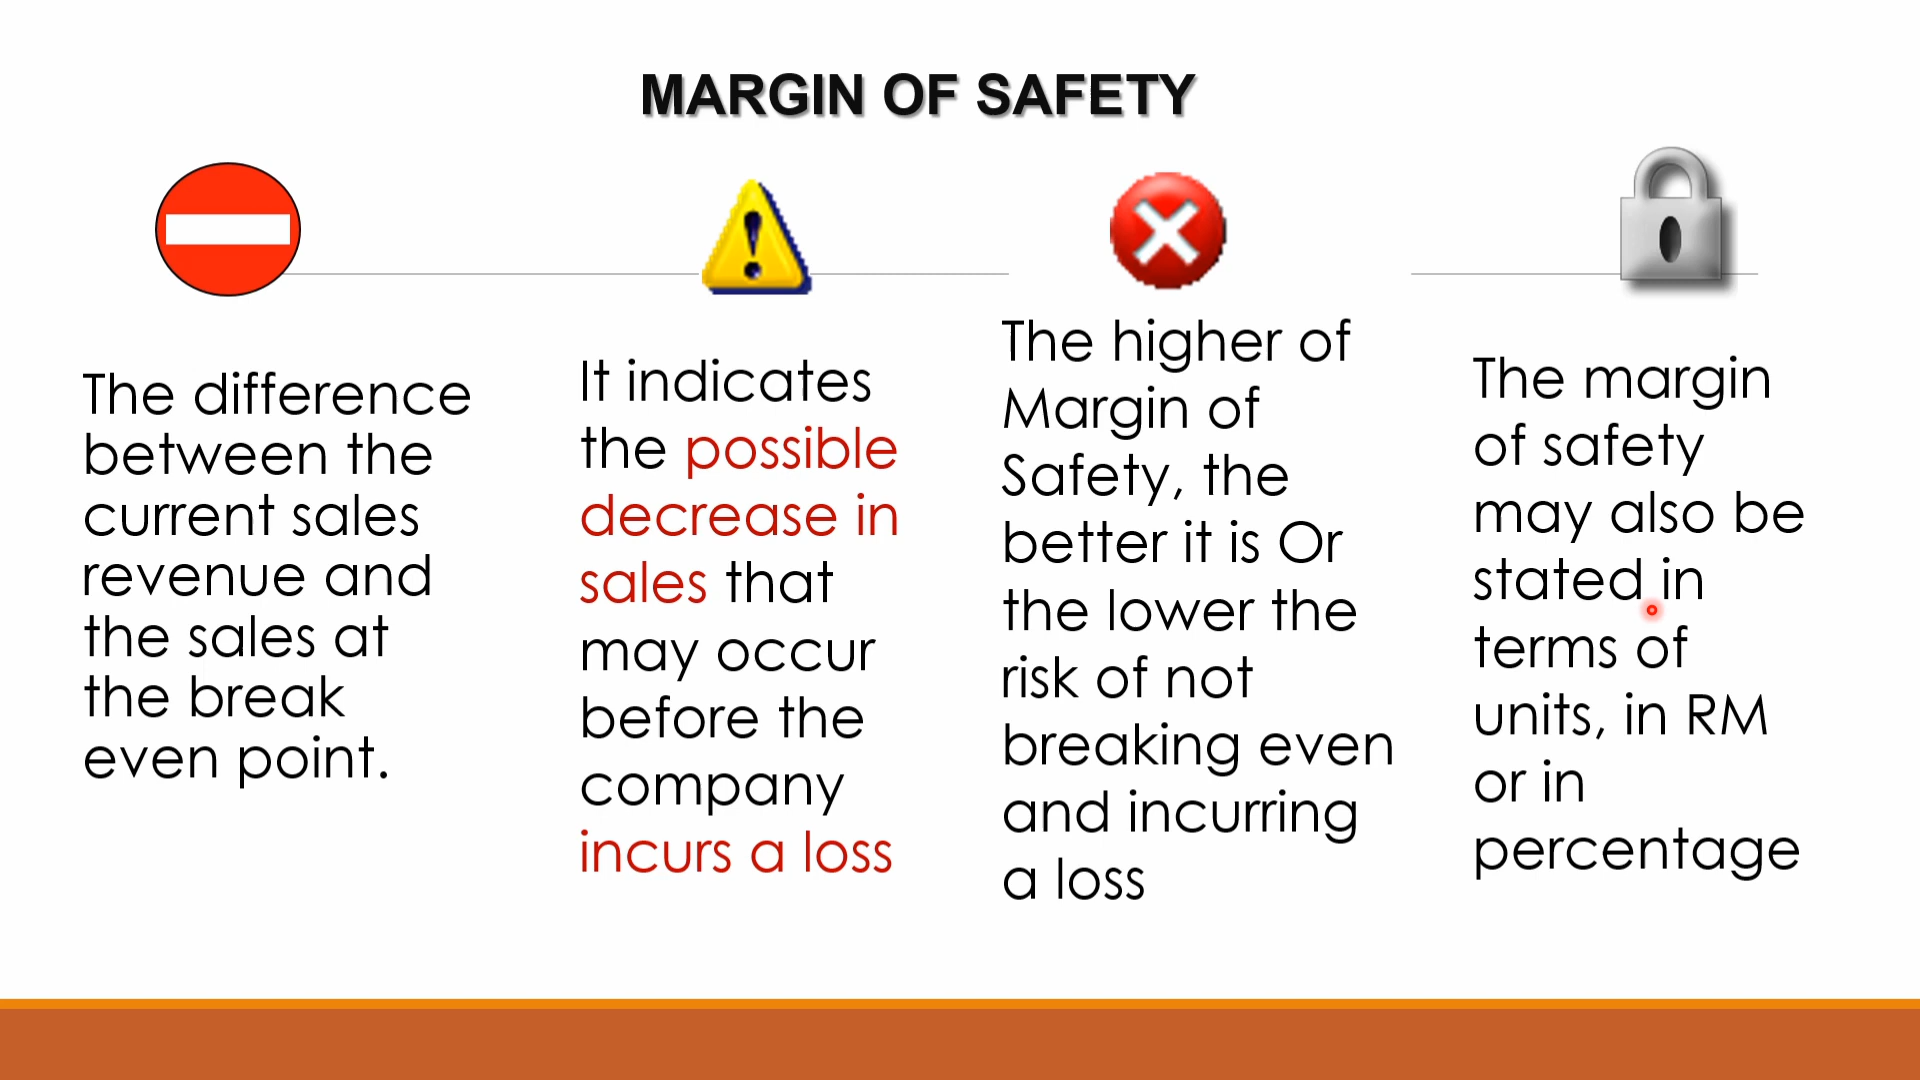 MARGIN OF SAFETY
The difference
between the
current sales
revenue and
the sales at
the break
even point.
It indicates
the possible
decrease in
sales that
may occur
before the
company
incurs a loss
The higher of
Margin of
Safety, the
better it is Or
the lower the
risk of not
breaking even
and incurring
a loss
The margin
of safety
may also be
stated in
terms of
units, in RM
or in
percentage